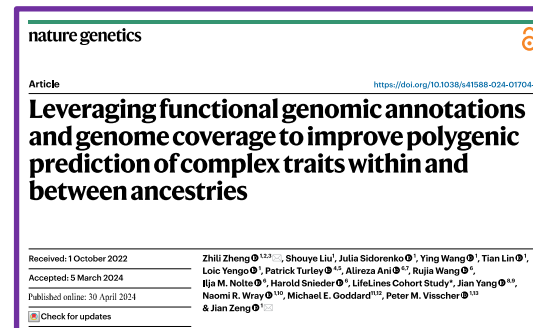 nature genetics
Article
https://doi.org/10.1038/s41588-024-01704-
Leveraging functional genomic annotations
and genome coverage to improve polygenic
prediction of complex traits within and
between ancestries
Received: 1 October 2022
Accepted: 5 March 2024
Published online: 30 April 2024
Check for updates
Zhili Zheng 1,2,3, Shouye Liu1, Julia Sidorenko 1, Ying Wang 1, Tian Lin 1,
Loic Yengo 1, Patrick Turley 4,5, Alireza Ani 6,7, Rujia Wang 6,
Ilja M. Nolte 6, Harold Snieder 6, LifeLines Cohort Study*, Jian Yang 8,9,
Naomi R. Wray 1,10, Michael E. Goddard11,12, Peter M. Visscher 1,13
& Jian Zeng 1